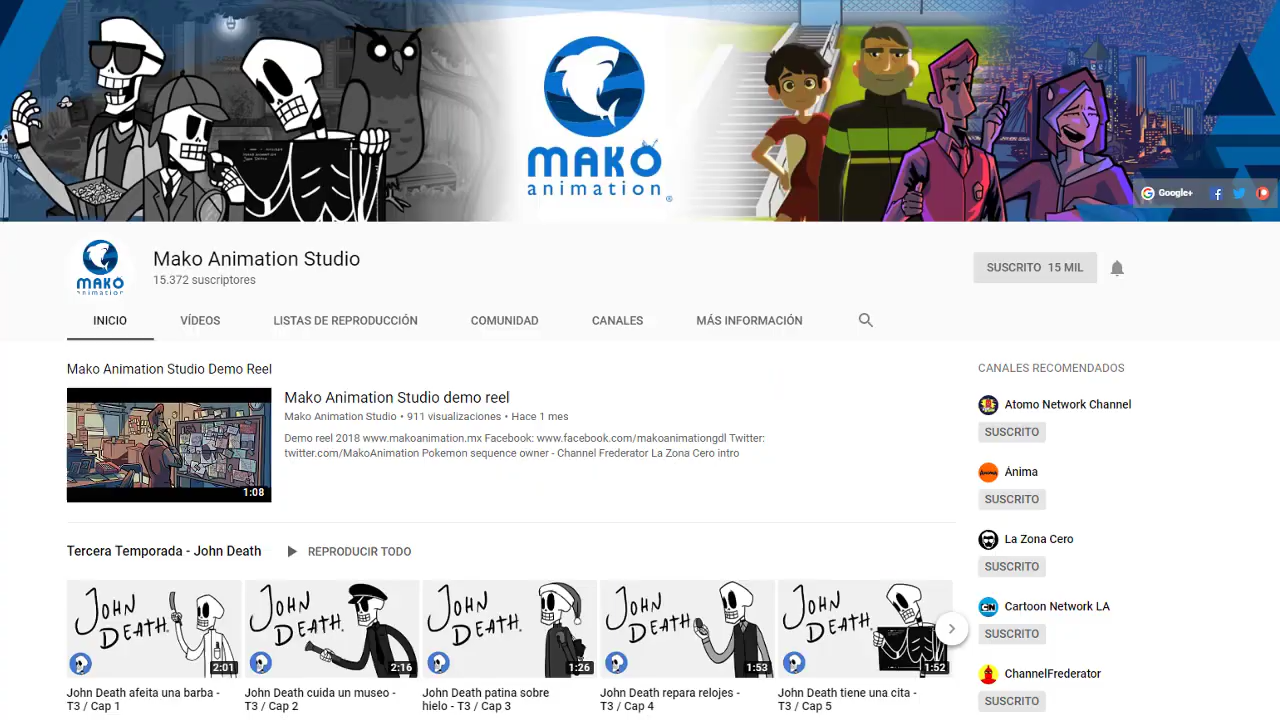 MAKO
animation
®
Google+
MAKO
animation
Mako Animation Studio
15.372 suscriptores
SUSCRITO 15 MIL
INICIO
VÍDEOS
LISTAS DE REPRODUCCIÓN
COMUNIDAD
CANALES
MÁS INFORMACIÓN
Mako Animation Studio Demo Reel
Mako Animation Studio demo reel
Mako Animation Studio • 911 visualizaciones • Hace 1 mes
Demo reel 2018 www.makoanimation.mx Facebook: www.facebook.com/makoanimationgdl Twitter:
twitter.com/MakoAnimation Pokemon sequence owner - Channel Frederator La Zona Cero intro
1:08
Tercera Temporada - John Death
REPRODUCIR TODO
JOHN
DEATH.
2:01
JOHN
DEATH.
2:16
JOHN
DEATH.
1:26
JOHN
DEATH.
1:53
JOHN
DEATH.
1:52
John Death afeita una barba -
T3 / Cap 1
John Death cuida un museo -
T3 / Cap 2
John Death patina sobre
hielo - T3 / Cap 3
John Death repara relojes -
T3 / Cap 4
John Death tiene una cita -
T3 / Cap 5
CANALES RECOMENDADOS
Atomo Network Channel
SUSCRITO
Ánima
SUSCRITO
La Zona Cero
SUSCRITO
CN
Cartoon Network LA
SUSCRITO
ChannelFrederator
SUSCRITO